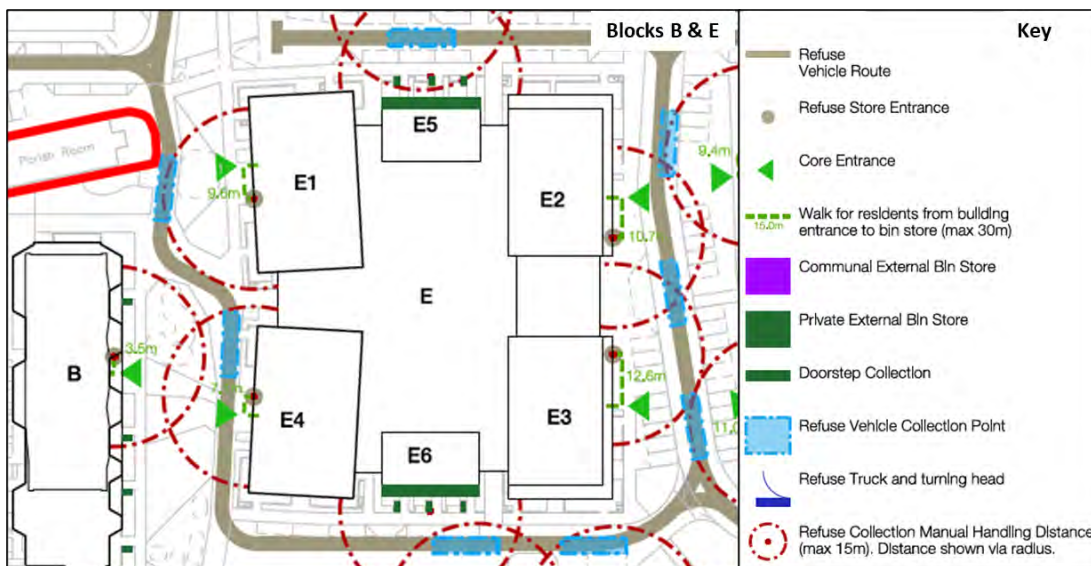 Blocks B & E
Parish Room
E5
E1
9.6m
E2
9.4m
10.7
E
3.5m
B
E4
E3
12.6m
E6
11.0
Key
Refuse
Vehicle Route
Refuse Store Entrance
Core Entrance
Walk for residents from building
entrance to bin store (max 30m)
15.0m
Communal External Bin Store
Private External Bin Store
Doorstep Collection
Refuse Vehicle Collection Point
Refuse Truck and turning head
Refuse Collection Manual Handling Distance
(max 15m). Distance shown via radius.